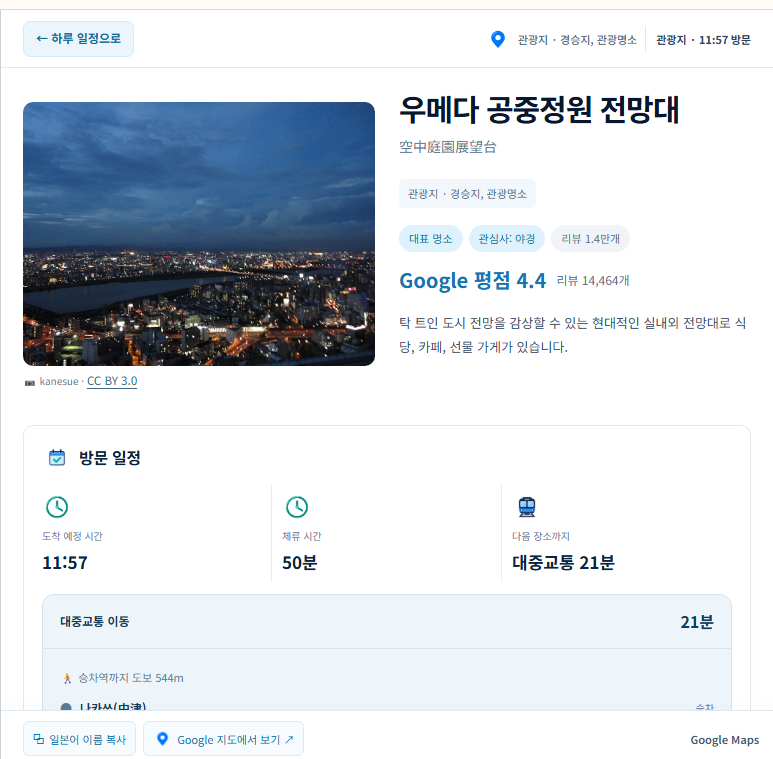 ← 하루 일정으로
관광지 · 경승지, 관광명소
관광지 · 11:57 방문
우메다 공중정원 전망대
空中庭園展望台
관광지 · 경승지, 관광명소
대표 명소
관심사: 야경
리뷰 1.4만개
Google 평점 4.4 리뷰 14,464개
탁 트인 도시 전망을 감상할 수 있는 현대적인 실내외 전망대로 식
당, 카페, 선물 가게가 있습니다.
kanesue · CC BY 3.0
방문 일정
도착 예정 시간
11:57
체류 시간
50분
다음 장소까지
대중교통 21분
대중교통 이동
21분
승차역까지 도보 544m
나카쓰(中津)
승차
일본어 이름 복사
Google 지도에서 보기 ↗
Google Maps